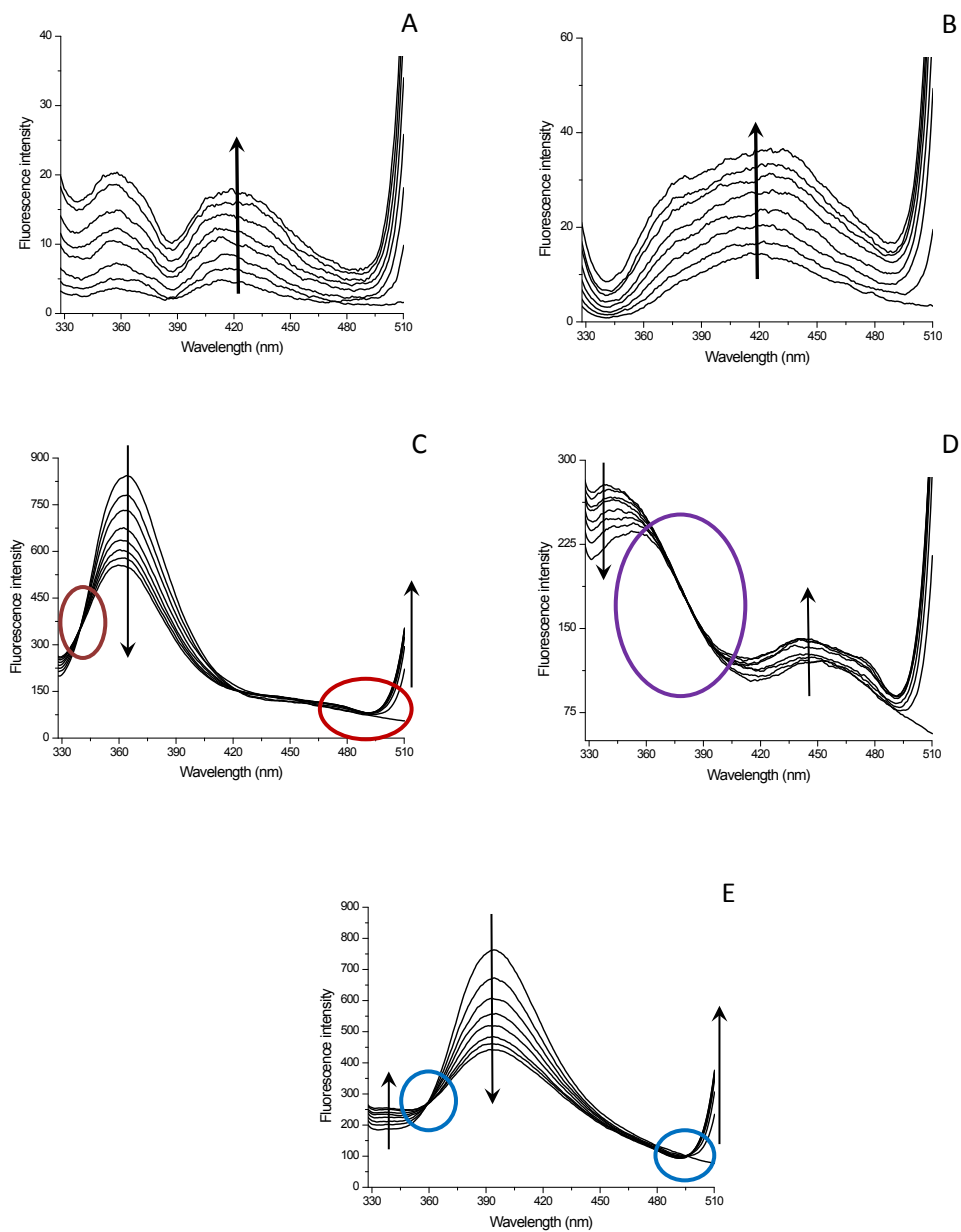 A
Fluorescence intensity
40
30
20
10
0
330 360 390 420 450 480 510
Wavelength (nm)
B
Fluorescence intensity
60
40
20
0
330 360 390 420 450 480 510
Wavelength (nm)
C
Fluorescence intensity
900
750
600
450
300
150
0
330 360 390 420 450 480 510
Wavelength (nm)
D
Fluorescence intensity
300
225
150
75
330 360 390 420 450 480 510
Wavelength (nm)
E
Fluorescence intensity
900
800
700
600
500
400
300
200
100
0
330 360 390 420 450 480 510
Wavelength (nm)